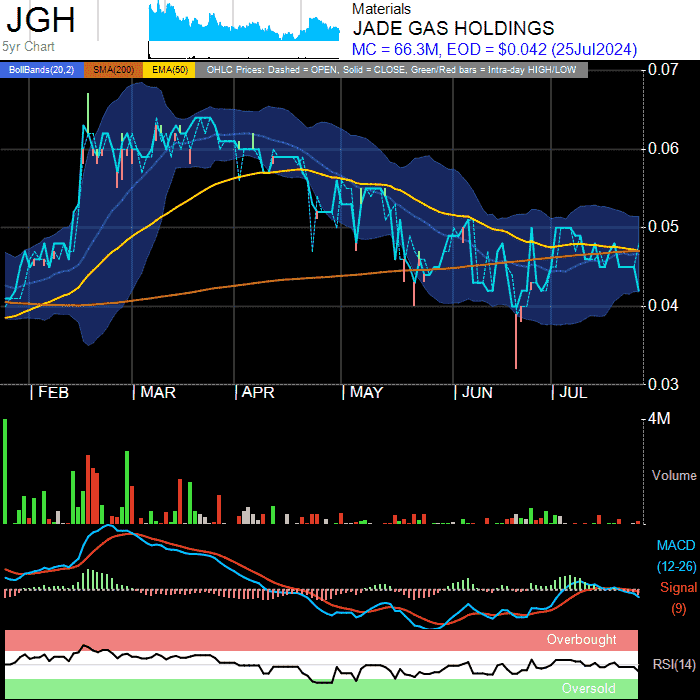 JGH
5yr Chart
Materials
JADE GAS HOLDINGS
MC = 66.3M, EOD = $0.042 (25Jul2024)
BollBands(20,2) SMA(200) EMA(50) OHLC Prices: Dashed = OPEN, Solid = CLOSE, Green/Red bars = Intra-day HIGH/LOW
0.07
0.06
0.05
0.04
0.03
| FEB | MAR | APR | MAY | JUN | JUL
4M
Volume
MACD
(12-26)
Signal
(9)
Overbought
RSI(14)
Oversold